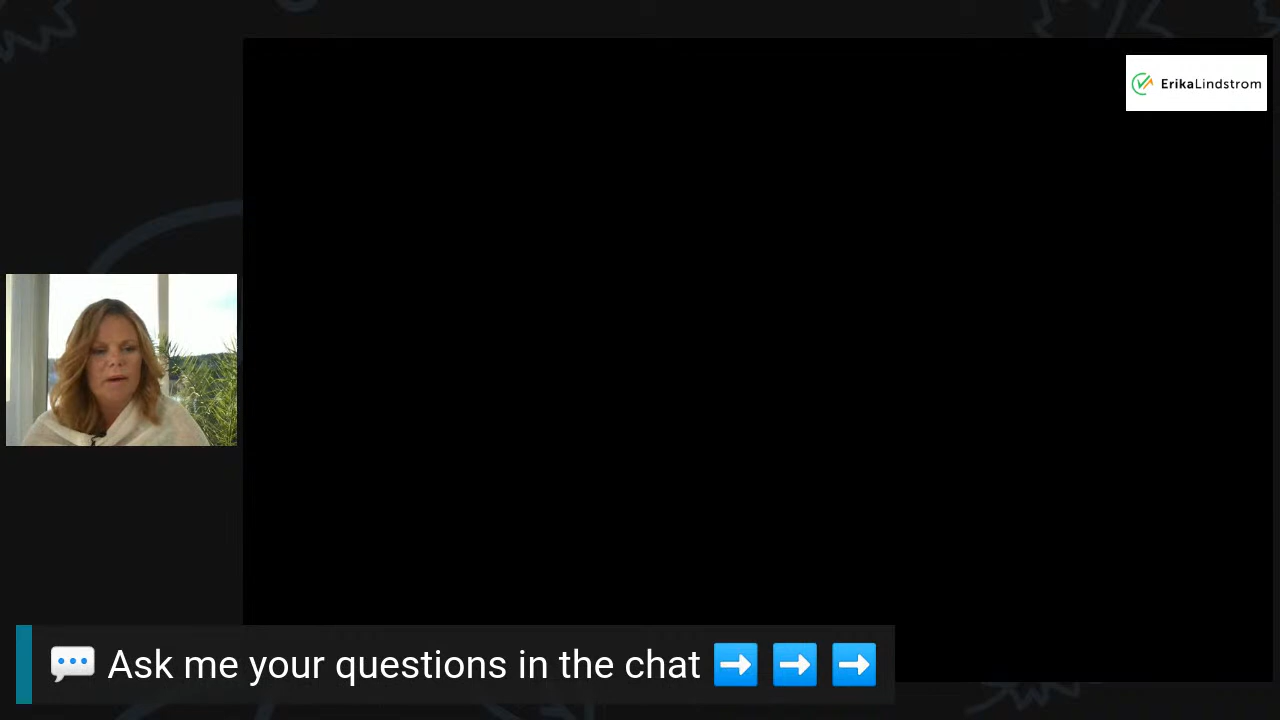 ErikaLindstrom
💬 Ask me your questions in the chat ➡️ ➡️ ➡️